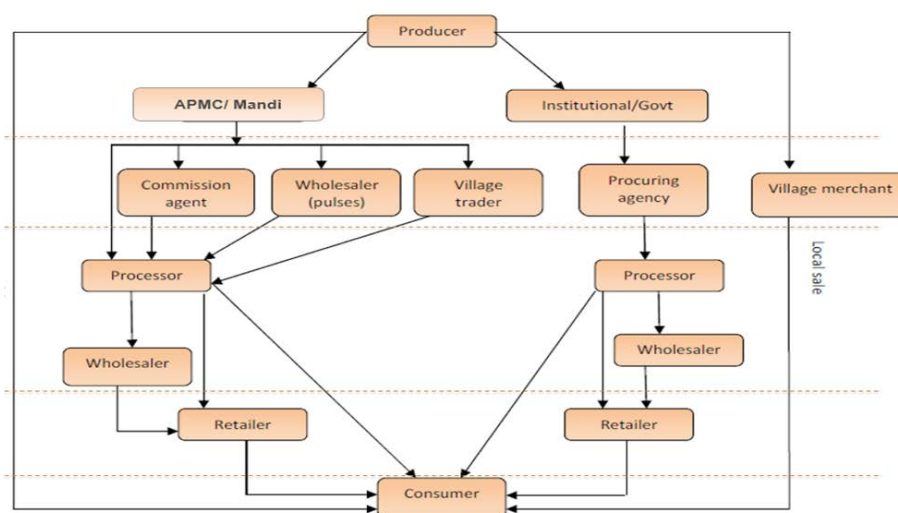 Producer
APMC/ Mandi
Institutional/Govt
Commission
agent
Wholesaler
(pulses)
Village
trader
Procuring
agency
Village merchant
Local sale
Processor
Processor
Wholesaler
Wholesaler
Retailer
Retailer
Consumer